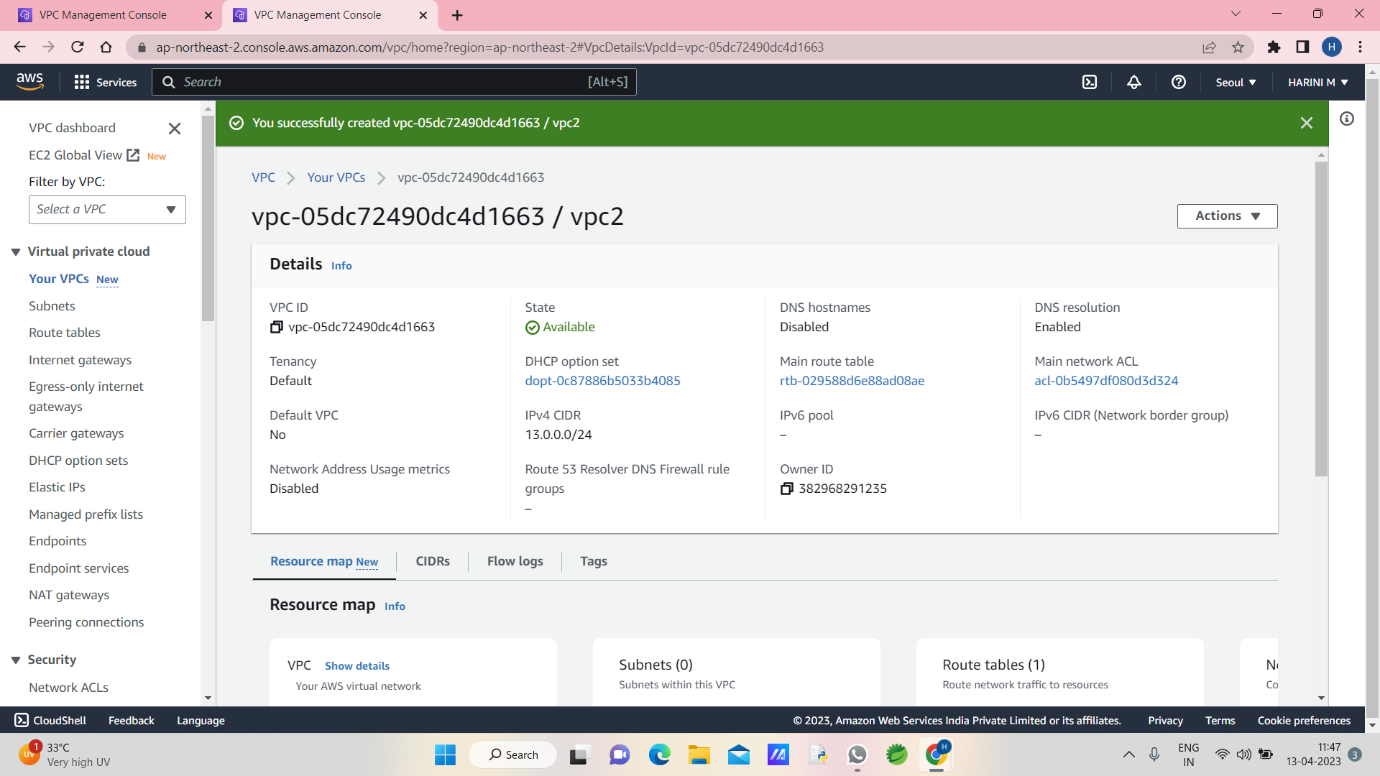 VPC Management Console
VPC Management Console
ap-northeast-2.console.aws.amazon.com/vpc/home?region=ap-northeast-2#VpcDetails:VpcId=vpc-05dc72490dc4d1663
H
aws
Services
Search
[Alt+S]
Seoul
HARINI M
VPC dashboard
EC2 Global View New
Filter by VPC:
Select a VPC
Virtual private cloud
Your VPCs New
Subnets
Route tables
Internet gateways
Egress-only internet
gateways
Carrier gateways
DHCP option sets
Elastic IPs
Managed prefix lists
Endpoints
Endpoint services
NAT gateways
Peering connections
Security
Network ACLs
You successfully created vpc-05dc72490dc4d1663 / vpc2
VPC
Your VPCs
vpc-05dc72490dc4d1663
vpc-05dc72490dc4d1663 / vpc2
Actions
Details Info
VPC ID
vpc-05dc72490dc4d1663
State
Available
DNS hostnames
Disabled
DNS resolution
Enabled
Tenancy
Default
DHCP option set
dopt-0c87886b5033b4085
Main route table
rtb-029588d6e88ad08ae
Main network ACL
acl-0b5497df080d3d324
Default VPC
No
IPv4 CIDR
13.0.0.0/24
IPv6 pool
–
IPv6 CIDR (Network border group)
–
Network Address Usage metrics
Disabled
Route 53 Resolver DNS Firewall rule
groups
–
Owner ID
382968291235
Resource map New
CIDRs
Flow logs
Tags
Resource map Info
VPC Show details
Your AWS virtual network
Subnets (0)
Subnets within this VPC
Route tables (1)
Route network traffic to resources
Co
CloudShell
Feedback
Language
© 2023, Amazon Web Services India Private Limited or its affiliates.
Privacy
Terms
Cookie preferences
UV
1
33°C
Very high UV
Search
H
ENG
IN
11:47
13-04-2023
3